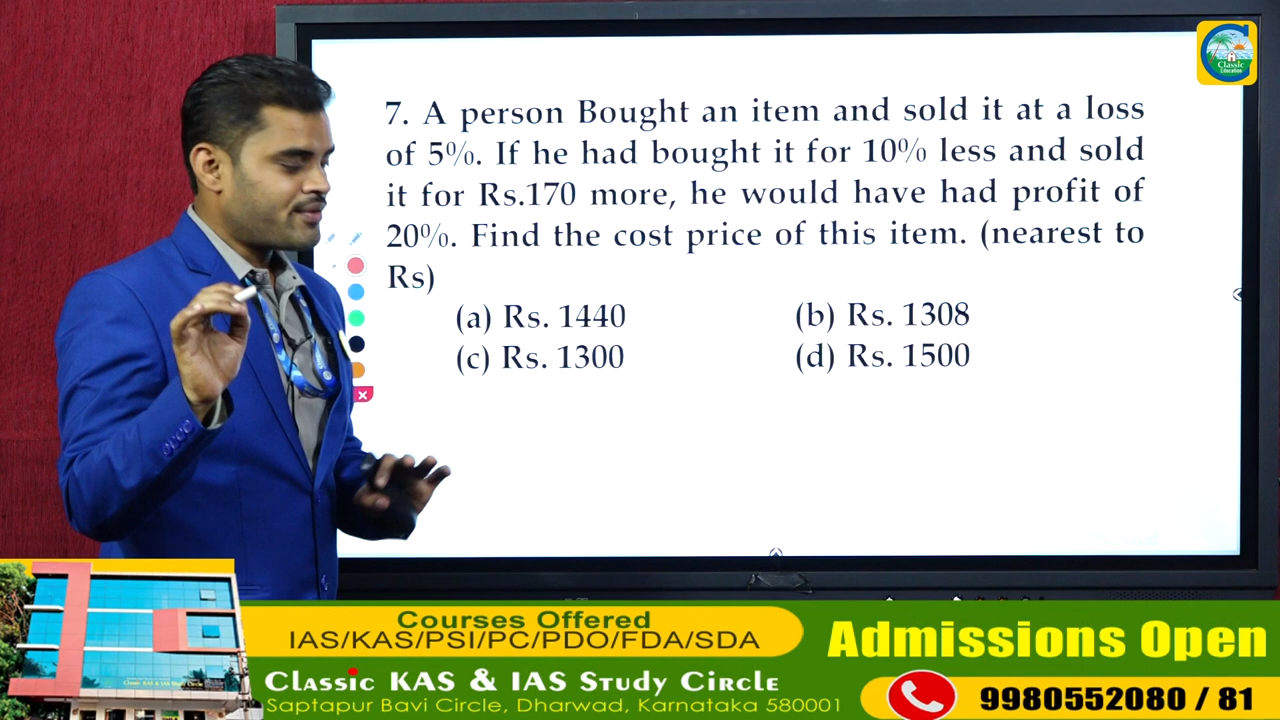 Classic
Education
7. A person Bought an item and sold it at a loss
of 5%. If he had bought it for 10% less and sold
it for Rs.170 more, he would have had profit of
20%. Find the cost price of this item. (nearest to
Rs)
(a) Rs. 1440 (b) Rs. 1308
(c) Rs. 1300 (d) Rs. 1500
Courses Offered
IAS/KAS/PSI/PC/PDO/FDA/SDA
Admissions Open
Classic KAS & IAS Study Circle
Saptapur Bavi Circle, Dharwad, Karnataka 580001
9980552080 / 81